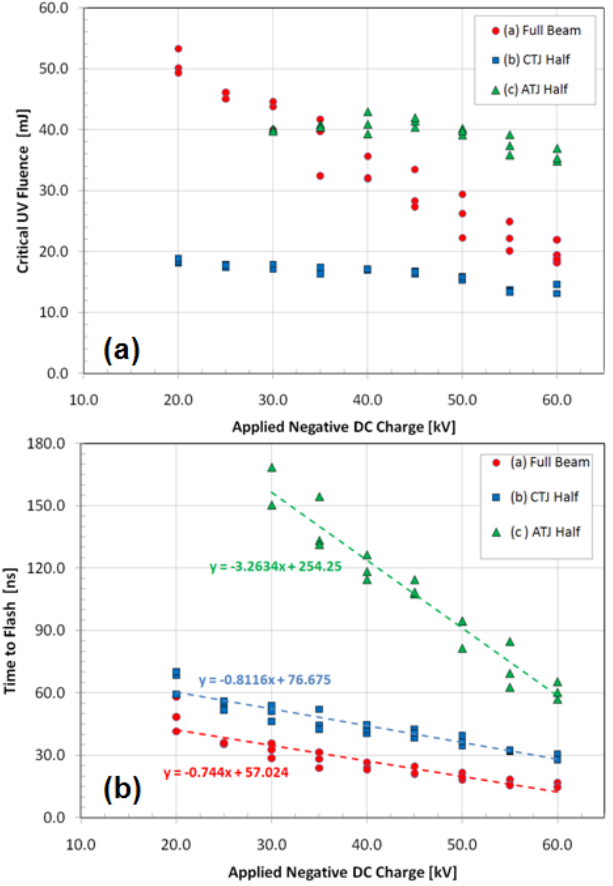 60.0
50.0
40.0
30.0
20.0
10.0
0.0
Critical UV Fluence [mJ]
(a) Full Beam
(b) CTJ Half
(c) ATJ Half
(a)
10.0 20.0 30.0 40.0 50.0 60.0
Applied Negative DC Charge [kV]
180.0
150.0
120.0
90.0
60.0
30.0
0.0
Time to Flash [ns]
(a) Full Beam
(b) CTJ Half
(c ) ATJ Half
y = -3.2634x + 254.25
y = -0.8116x + 76.675
y = -0.744x + 57.024
(b)
10.0 20.0 30.0 40.0 50.0 60.0
Applied Negative DC Charge [kV]